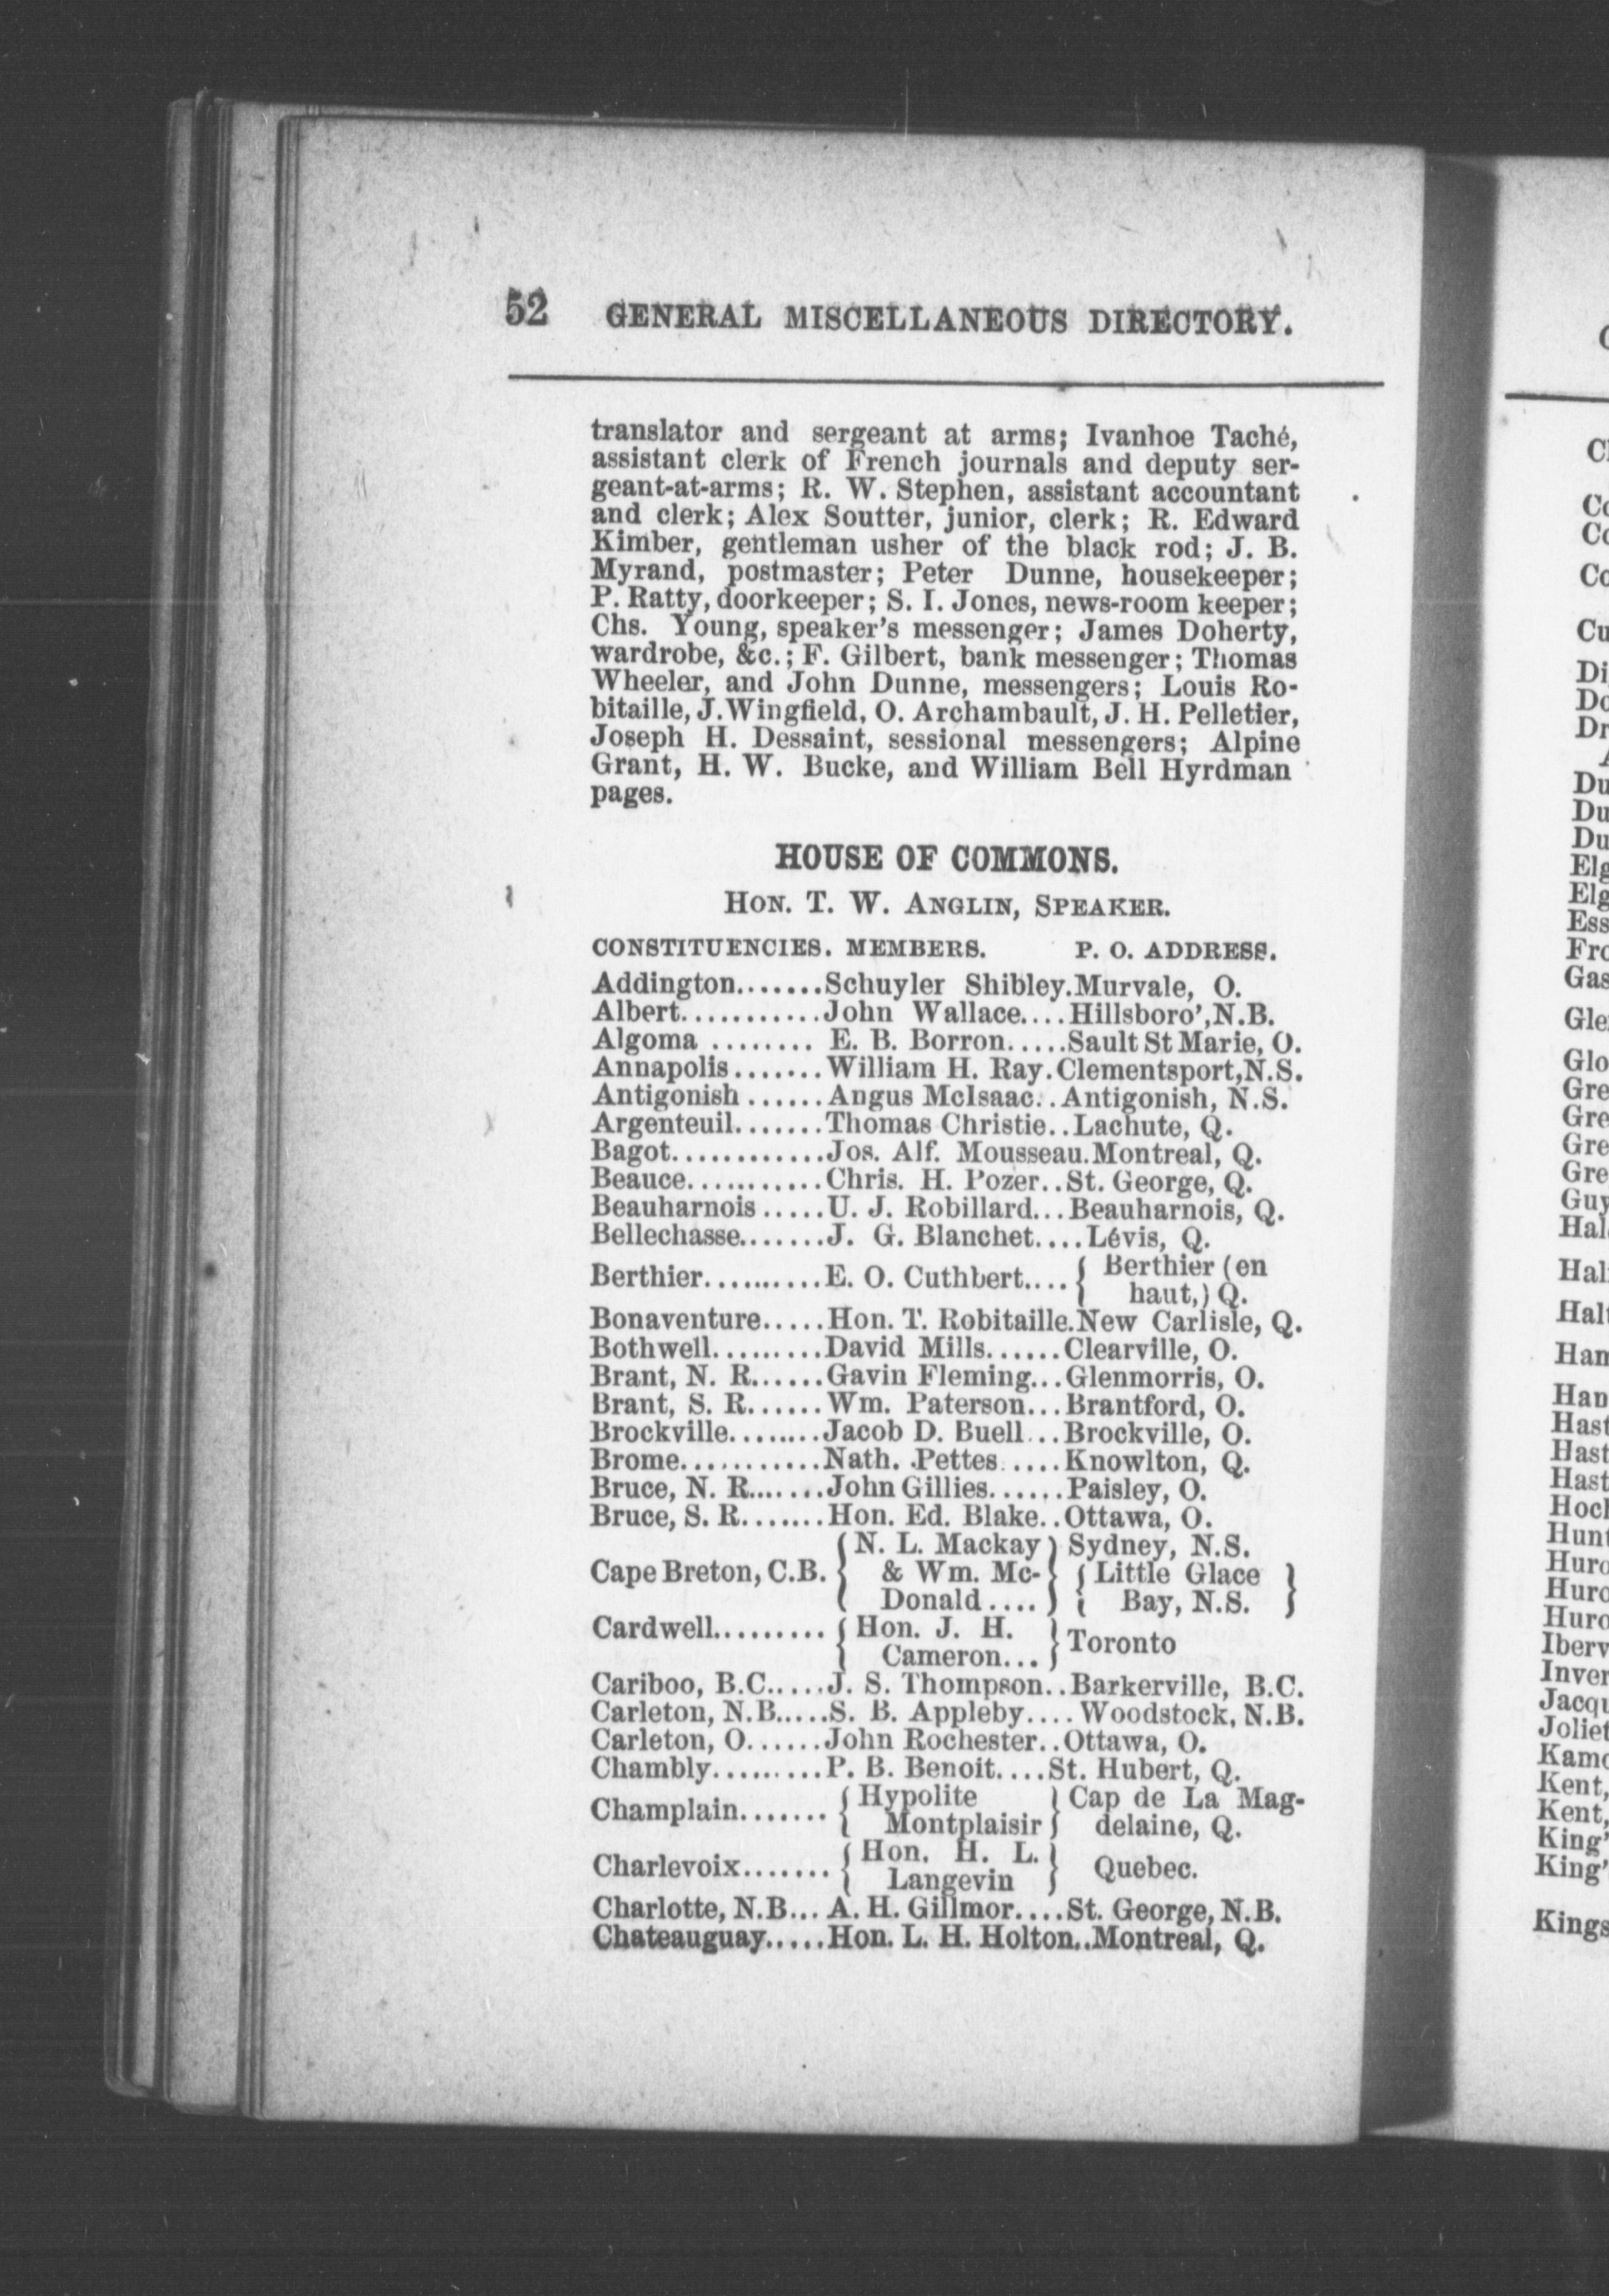 52 GENERAL MISCELLANEOUS DIRECTORY.
translator and sergeant at arms; Ivanhoe Taché,
assistant clerk of French journals and deputy ser-
geant-at-arms; R. W. Stephen, assistant accountant
and clerk; Alex Soutter, junior, clerk; R. Edward
Kimber, gentleman usher of the black rod; J. B.
Myrand, postmaster; Peter Dunne, housekeeper;
P. Ratty, doorkeeper; S. I. Jones, news-room keeper;
Chs. Young, speaker's messenger; James Doherty,
wardrobe, &c.; F. Gilbert, bank messenger; Thomas
Wheeler, and John Dunne, messengers; Louis Ro-
bitaille, J. Wingfield, O. Archambault, J. H. Pelletier,
Joseph H. Dessaint, sessional messengers; Alpine
Grant, H. W. Bucke, and William Bell Hyrdman
pages.
HOUSE OF COMMONS.
HON. T. W. ANGLIN, SPEAKER.
CONSTITUENCIES. MEMBERS. P. O. ADDRESS.
Addington.......Schuyler Shibley.Murvale, O.
Albert............John Wallace....Hillsboro', N.B.
Algoma ........ E. B. Borron.....Sault St Marie, O.
Annapolis.......William H. Ray.Clementsport, N.S.
Antigonish ......Angus McIsaac..Antigonish, N.S.
Argenteuil.......Thomas Christie..Lachute, Q.
Bagot.............Jos. Alf. Mousseau.Montreal, Q.
Beauce............Chris. H. Pozer..St. George, Q.
Beauharnois .....U. J. Robillard...Beauharnois, Q.
Bellechasse.......J. G. Blanchet....Lévis, Q.
Berthier..........E. O. Cuthbert.... { Berthier (en
haut,) Q.
Bonaventure.....Hon. T. Robitaille.New Carlisle, Q.
Bothwell.........David Mills......Clearville, O.
Brant, N. R......Gavin Fleming...Glenmorris, O.
Brant, S. R......Wm. Paterson...Brantford, O.
Brockville........Jacob D. Buell...Brockville, O.
Brome............Nath. Pettes.....Knowlton, Q.
Bruce, N. R.......John Gillies......Paisley, O.
Bruce, S. R.......Hon. Ed. Blake..Ottawa, O.
{ N. L. Mackay } Sydney, N.S.
Cape Breton, C.B. { & Wm. Mc- } { Little Glace }
Donald.... } { Bay, N.S. }
Cardwell......... { Hon. J. H. } Toronto
Cameron... }
Cariboo, B.C.....J. S. Thompson..Barkerville, B.C.
Carleton, N.B.....S. B. Appleby....Woodstock, N.B.
Carleton, O......John Rochester..Ottawa, O.
Chambly.........P. B. Benoit....St. Hubert, Q.
Champlain....... { Hypolite } Cap de La Mag-
Montplaisir } delaine, Q.
Charlevoix....... { Hon. H. L. } Quebec.
Langevin }
Charlotte, N.B...A. H. Gillmor....St. George, N.B.
Chateauguay.....Hon. L. H. Holton..Montreal, Q.